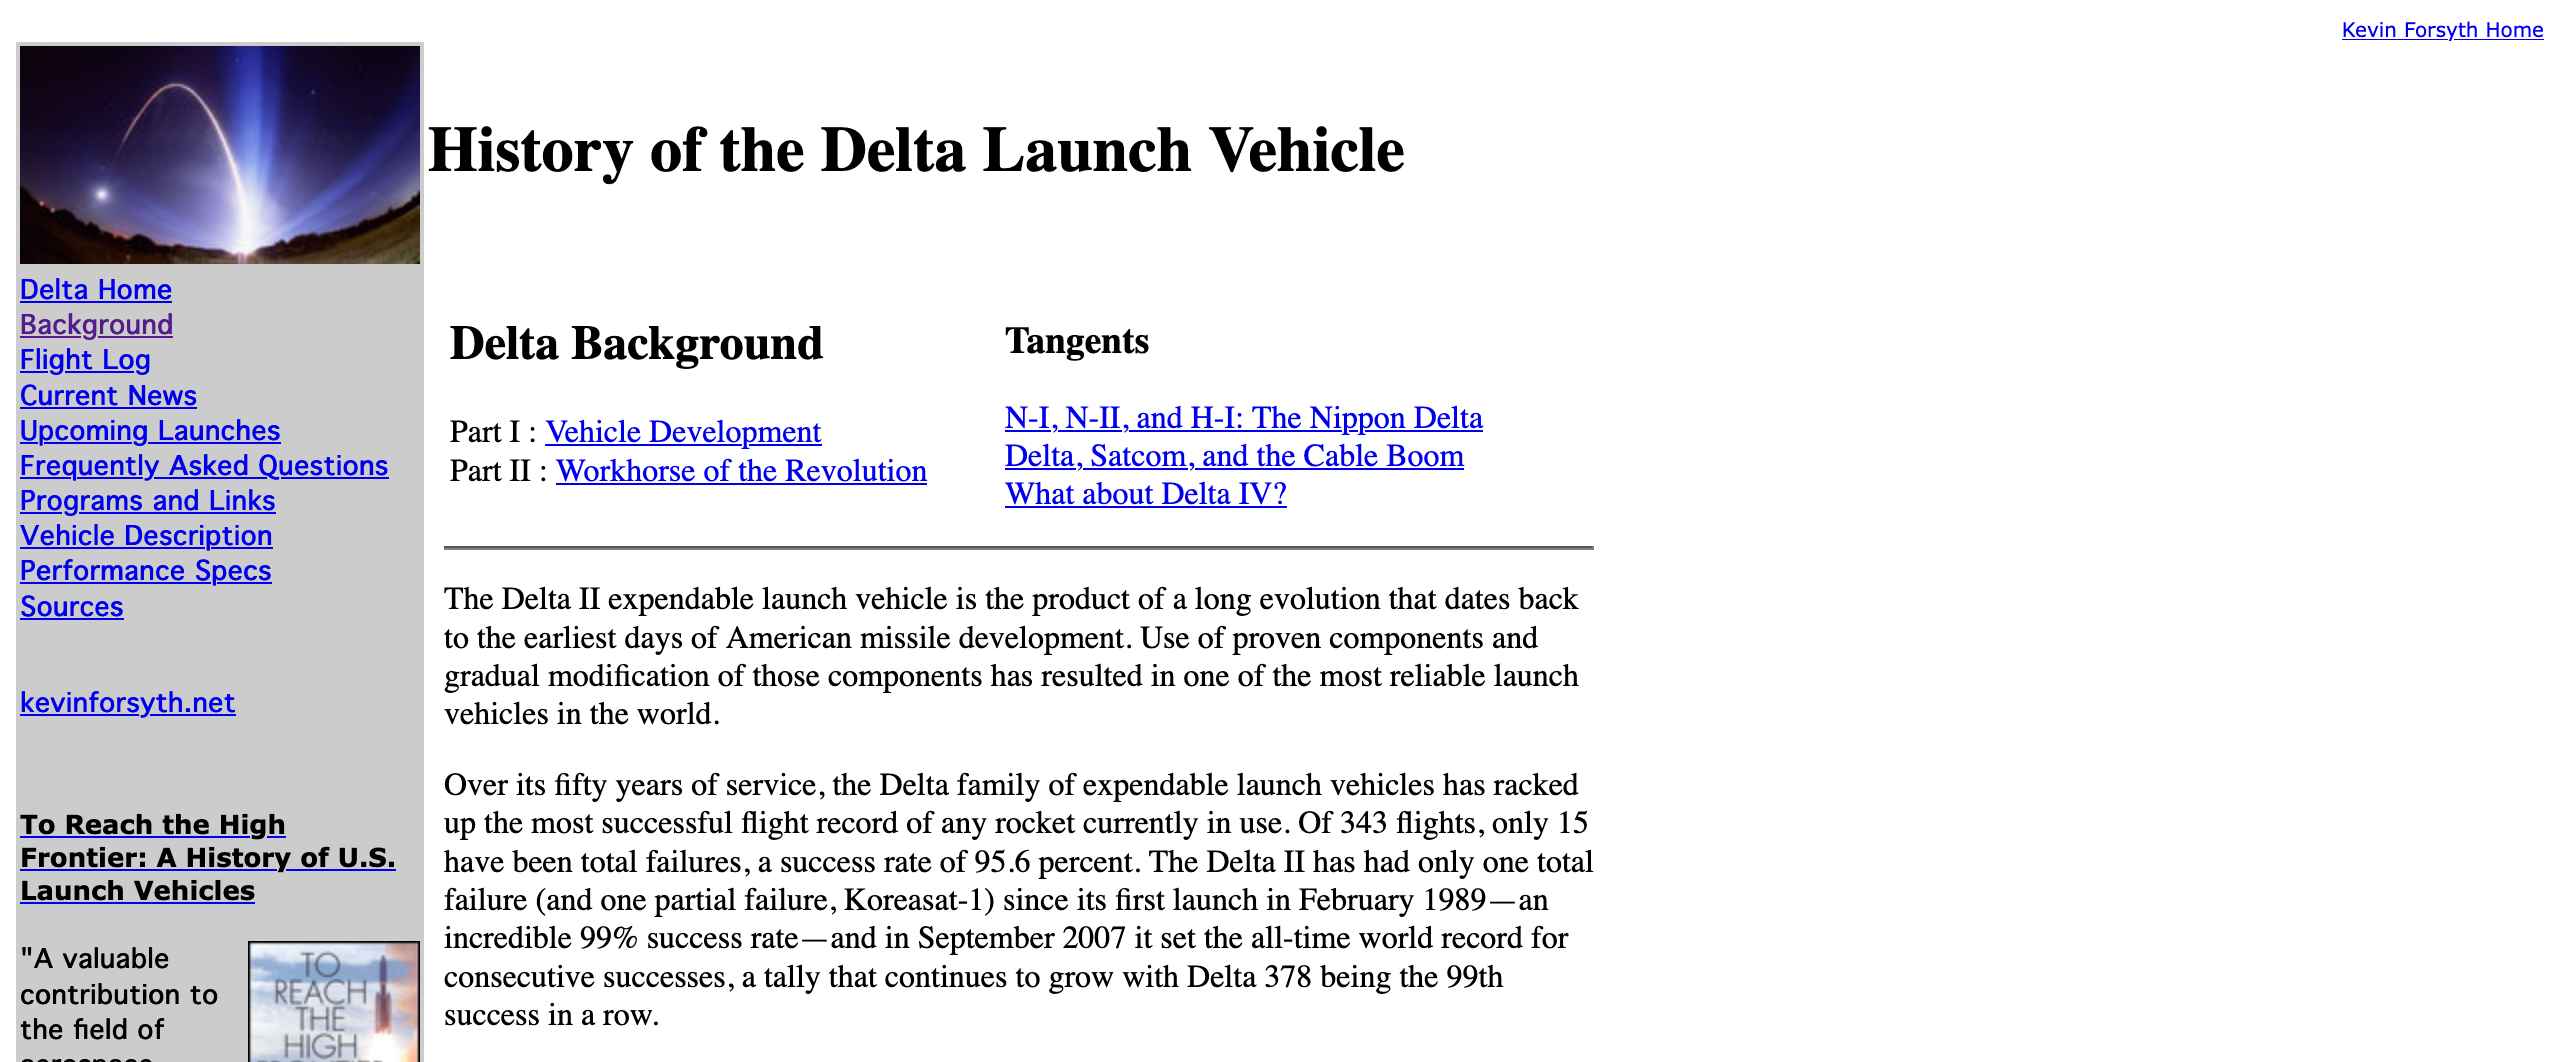 Kevin Forsyth Home
History of the Delta Launch Vehicle
Delta Home
Background
Flight Log
Current News
Upcoming Launches
Frequently Asked Questions
Programs and Links
Vehicle Description
Performance Specs
Sources
kevinforsyth.net
To Reach the High
Frontier: A History of U.S.
Launch Vehicles
"A valuable
contribution to
the field of
aerospace
TO
REACH
THE
HIGH
FRONTIER
Delta Background
Part I : Vehicle Development
Part II : Workhorse of the Revolution
Tangents
N-I, N-II, and H-I: The Nippon Delta
Delta, Satcom, and the Cable Boom
What about Delta IV?
The Delta II expendable launch vehicle is the product of a long evolution that dates back
to the earliest days of American missile development. Use of proven components and
gradual modification of those components has resulted in one of the most reliable launch
vehicles in the world.
Over its fifty years of service, the Delta family of expendable launch vehicles has racked
up the most successful flight record of any rocket currently in use. Of 343 flights, only 15
have been total failures, a success rate of 95.6 percent. The Delta II has had only one total
failure (and one partial failure, Koreasat-1) since its first launch in February 1989—an
incredible 99% success rate—and in September 2007 it set the all-time world record for
consecutive successes, a tally that continues to grow with Delta 378 being the 99th
success in a row.